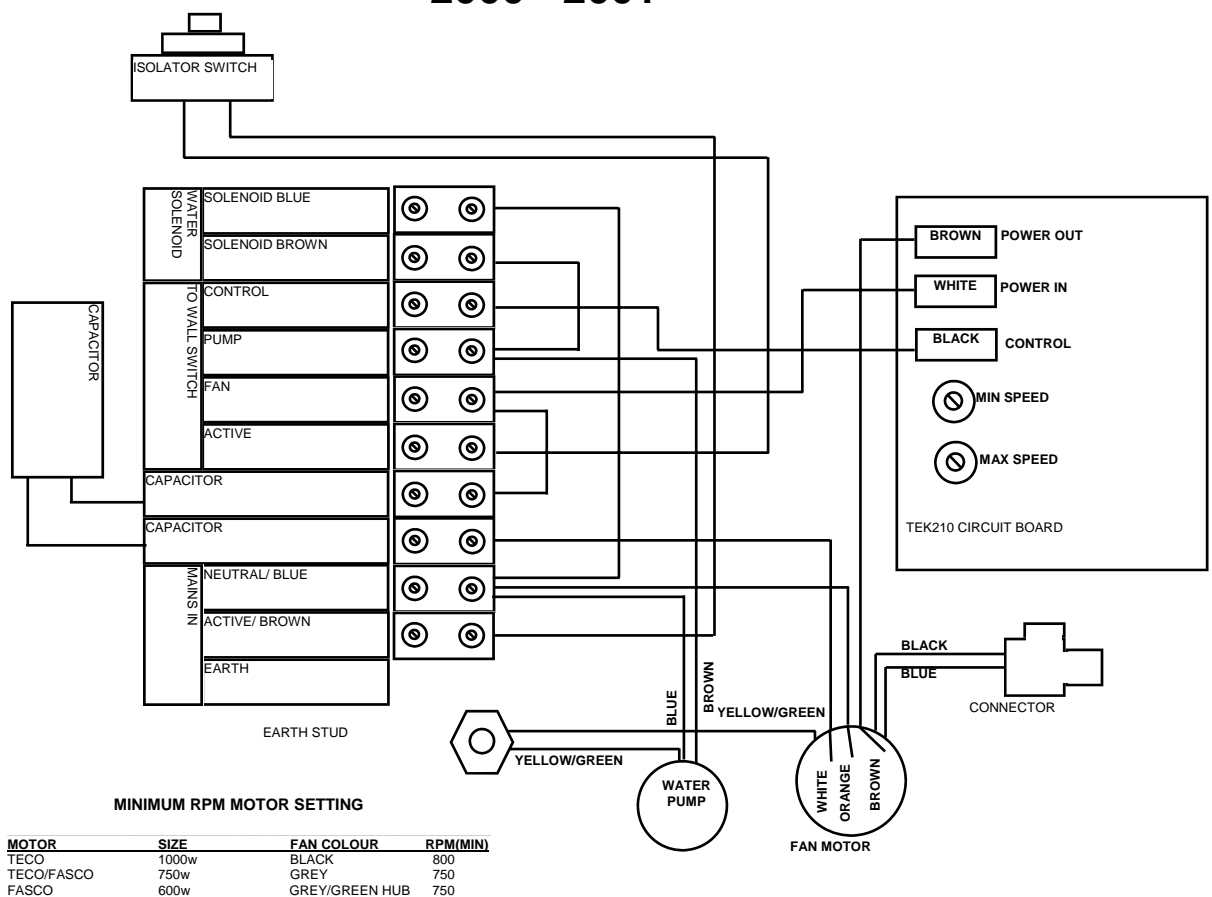 ISOLATOR SWITCH
WATER
SOLENOID
SOLENOID BLUE
SOLENOID BROWN
TO WALL SWITCH
CONTROL
PUMP
FAN
ACTIVE
CAPACITOR
CAPACITOR
CAPACITOR
MAINS IN
NEUTRAL/ BLUE
ACTIVE/ BROWN
EARTH
BROWN POWER OUT
WHITE POWER IN
BLACK CONTROL
MIN SPEED
MAX SPEED
TEK210 CIRCUIT BOARD
BLACK
BLUE
CONNECTOR
EARTH STUD
YELLOW/GREEN
YELLOW/GREEN
BLUE
BROWN
WATER
PUMP
WHITE
ORANGE
BROWN
FAN MOTOR
MINIMUM RPM MOTOR SETTING
MOTOR SIZE FAN COLOUR RPM(MIN)
TECO 1000w BLACK 800
TECO/FASCO 750w GREY 750
FASCO 600w GREY/GREEN HUB 750